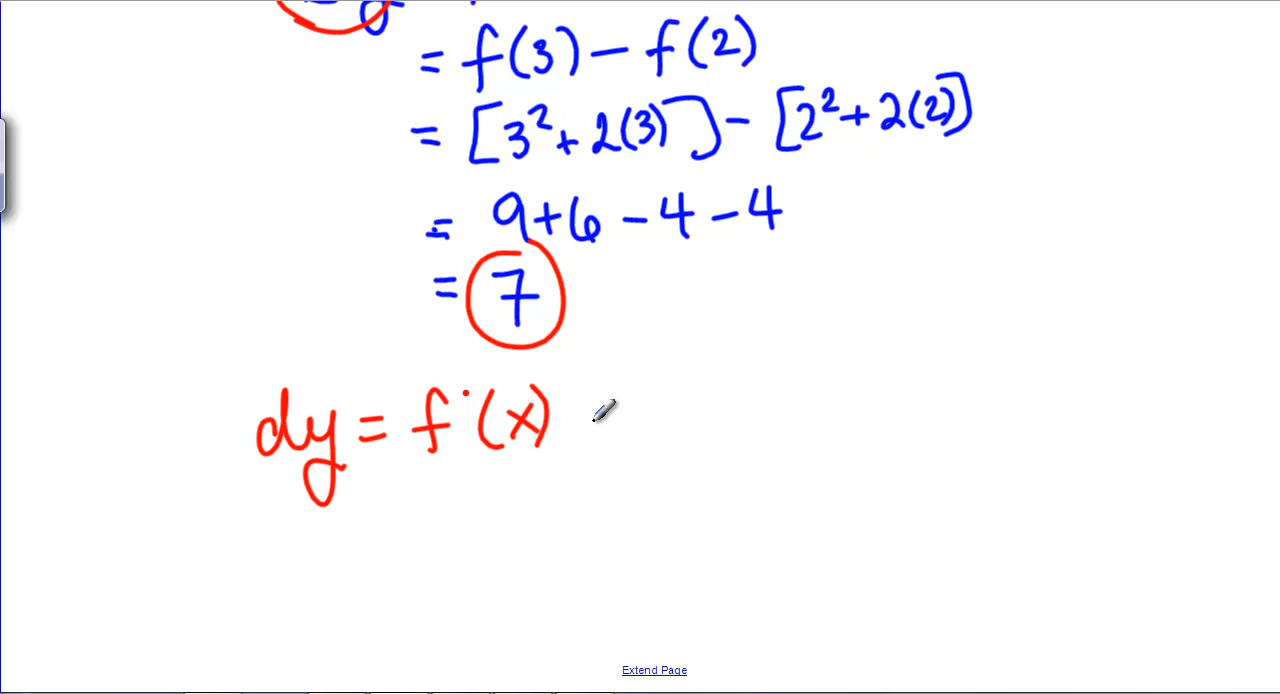 = f(3) - f(2)
= [3² + 2(3)] - [2² + 2(2)]
= 9 + 6 - 4 - 4
= 7
dy = f'(x)
Extend Page